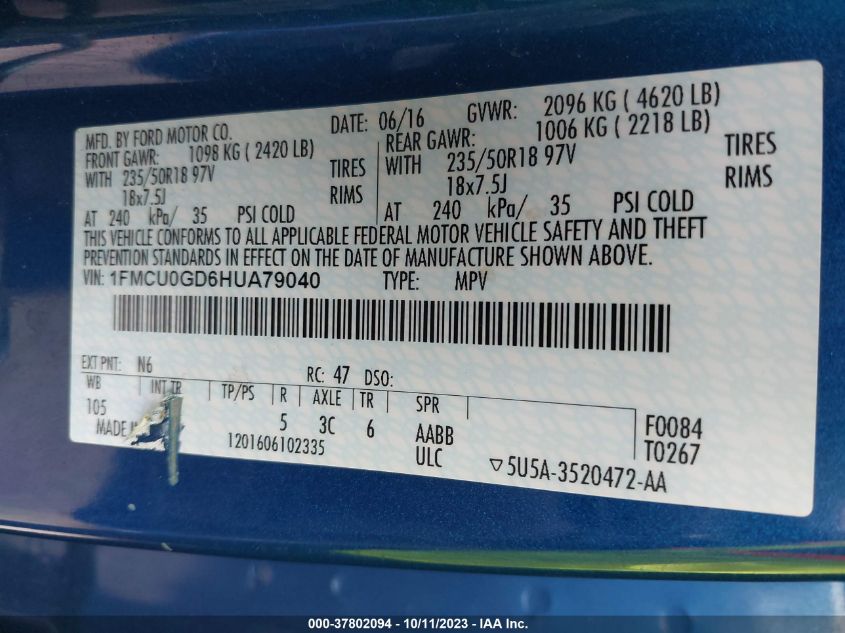 MFD. BY FORD MOTOR CO.
DATE: 06/16 GVWR: 2096 KG ( 4620 LB)
FRONT GAWR: 1098 KG ( 2420 LB)
REAR GAWR: 1006 KG ( 2218 LB)
WITH 235/50R18 97V TIRES
WITH 235/50R18 97V TIRES
18x7.5J RIMS
18x7.5J RIMS
AT 240 kPa/ 35 PSI COLD
AT 240 kPa/ 35 PSI COLD
THIS VEHICLE CONFORMS TO ALL APPLICABLE FEDERAL MOTOR VEHICLE SAFETY AND THEFT
PREVENTION STANDARDS IN EFFECT ON THE DATE OF MANUFACTURE SHOWN ABOVE.
VIN: 1FMCU0GD6HUA79040 TYPE: MPV
EXT PNT: N6 RC: 47 DSO:
WB INT TR TP/PS R AXLE TR SPR
105 5 3C 6 AABB F0084
MADE 1201606102335 ULC T0267
▽5U5A-3520472-AA
000-37802094 - 10/11/2023 - IAA Inc.